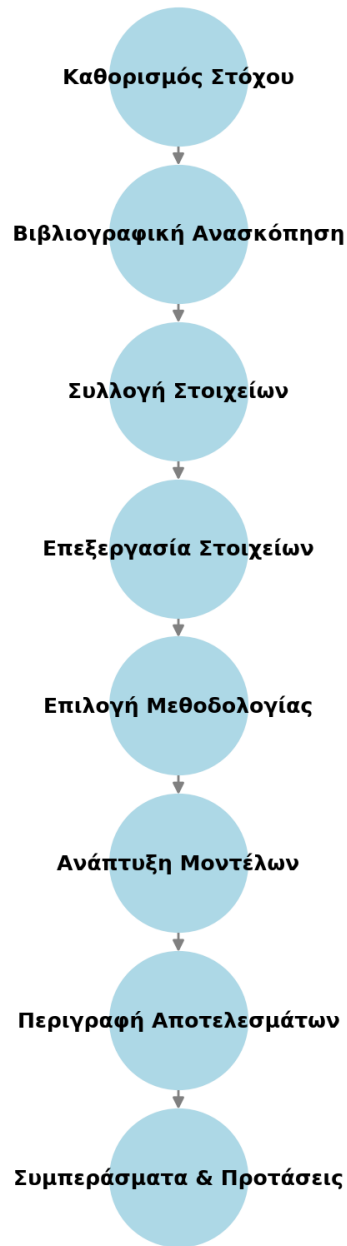 Καθορισμός Στόχου
Βιβλιογραφική Ανασκόπηση
Συλλογή Στοιχείων
Επεξεργασία Στοιχείων
Επιλογή Μεθοδολογίας
Ανάπτυξη Μοντέλων
Περιγραφή Αποτελεσμάτων
Συμπεράσματα & Προτάσεις